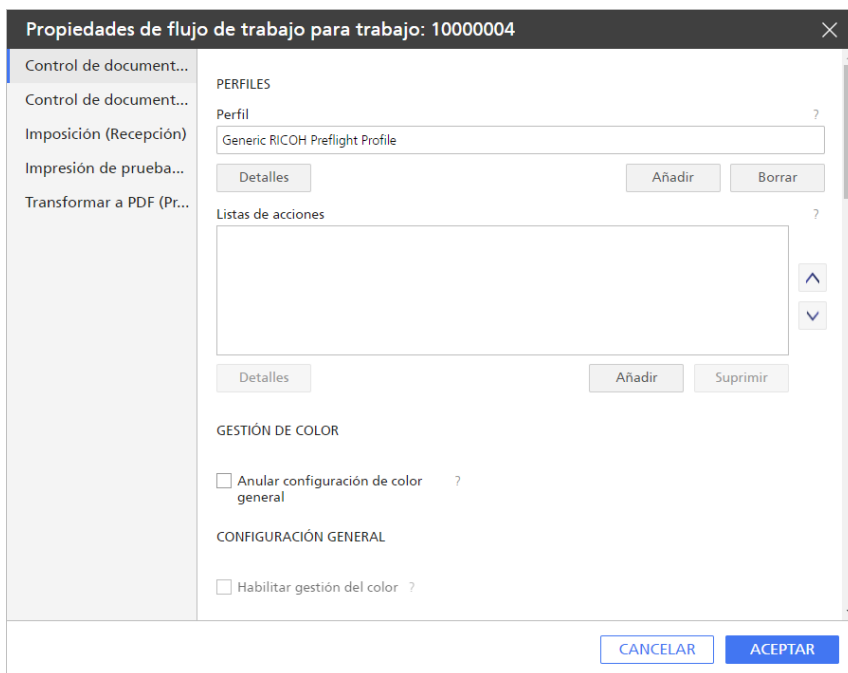 Propiedades de flujo de trabajo para trabajo: 10000004
Control de document...
Control de document...
Imposición (Recepción)
Impresión de prueba...
Transformar a PDF (Pr...
PERFILES
Perfil ?
Generic RICOH Preflight Profile
Detalles Añadir Borrar
Listas de acciones ?
Detalles Añadir Suprimir
GESTIÓN DE COLOR
Anular configuración de color ?
general
CONFIGURACIÓN GENERAL
Habilitar gestión del color ?
CANCELAR ACEPTAR